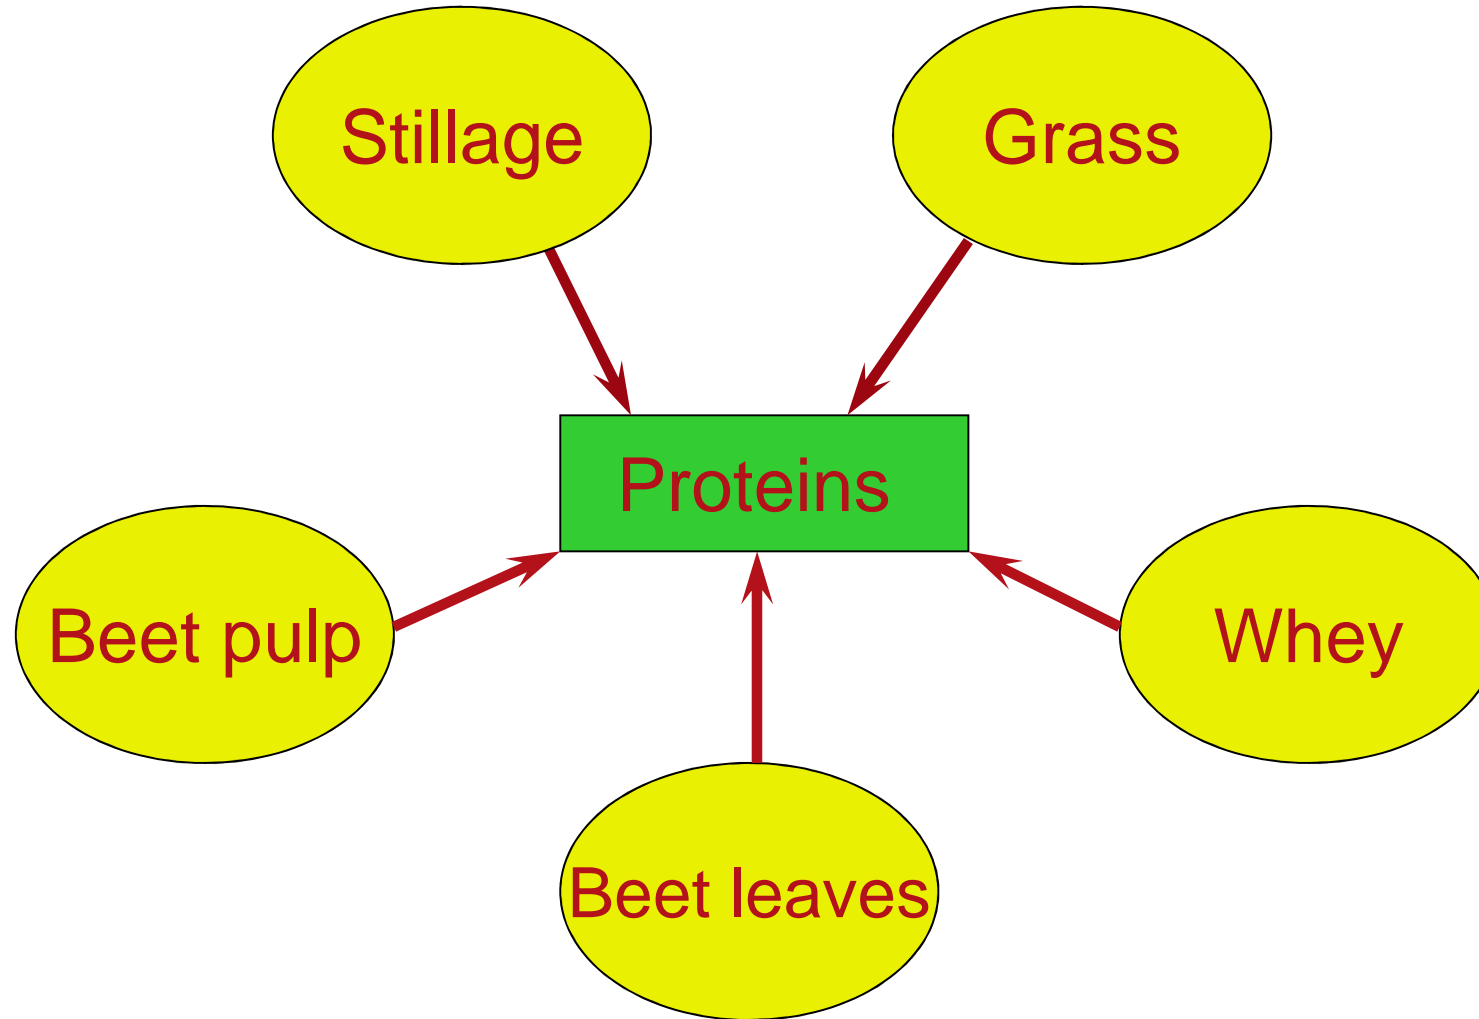 Stillage
Grass
Proteins
Beet pulp
Whey
Beet leaves